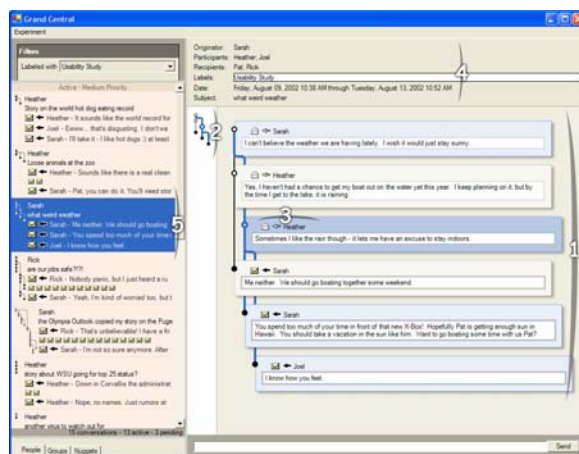 Grand Central
Experiment
Filters
Labeled with Usability Study
Active - Medium Priority
Heather
Story on the world hot dog eating record
Heather - It sounds like the world record for
Joel - Ewww... that's disgusting. I don't wa
Sarah - I'll take it - I like hot dogs :) at least
Heather
Loose animals at the zoo
Heather - Sounds like there is a real clean
Sarah - Pat, you can do it. You'll need stor
Sarah
what weird weather
Sarah - Me neither. We should go boating
Sarah - You spend too much of your time
Joel - I know how you feel.
5
Rick
are our jobs safe?!?!
Rick - Nobody panic, but I just heard a ru
Sarah - Yeah, I'm kind of worried too, but t
Sarah
the Olympia Outlook copied my story on the Puge
Rick - That's unbelievable! I have a fri
Sarah - I'm not so sure anymore. After
Heather
story about WSU going for top 25 status?
Heather - Down in Corvallis the administrat
Heather - Nope, no names. Just rumors at
Heather
another virus to watch out for
15 conversations - 13 active - 3 pending
People Groups Nuggets
Originator: Sarah
Participants: Heather; Joel
Recipients: Pat, Rick
Labels: Usability Study
Date: Friday, August 09, 2002 10:38 AM through Tuesday, August 13, 2002 10:52 AM
Subject: what weird weather
4
2
Sarah
I can't believe the weather we are having lately. I wish it would just stay sunny.
Heather
Yes, I haven't had a chance to get my boat out on the water yet this year. I keep planning on it, but by
the time I get to the lake, it is raining.
3
Heather
Sometimes I like the rain though - it lets me have an excuse to stay indoors.
1
Sarah
Me neither. We should go boating together some weekend.
Sarah
You spend too much of your time in front of that new X-Box! Hopefully Pat is getting enough sun in
Hawaii. You should take a vacation in the sun like him. Want to go boating some time with us Pat?
Joel
I know how you feel.
Send